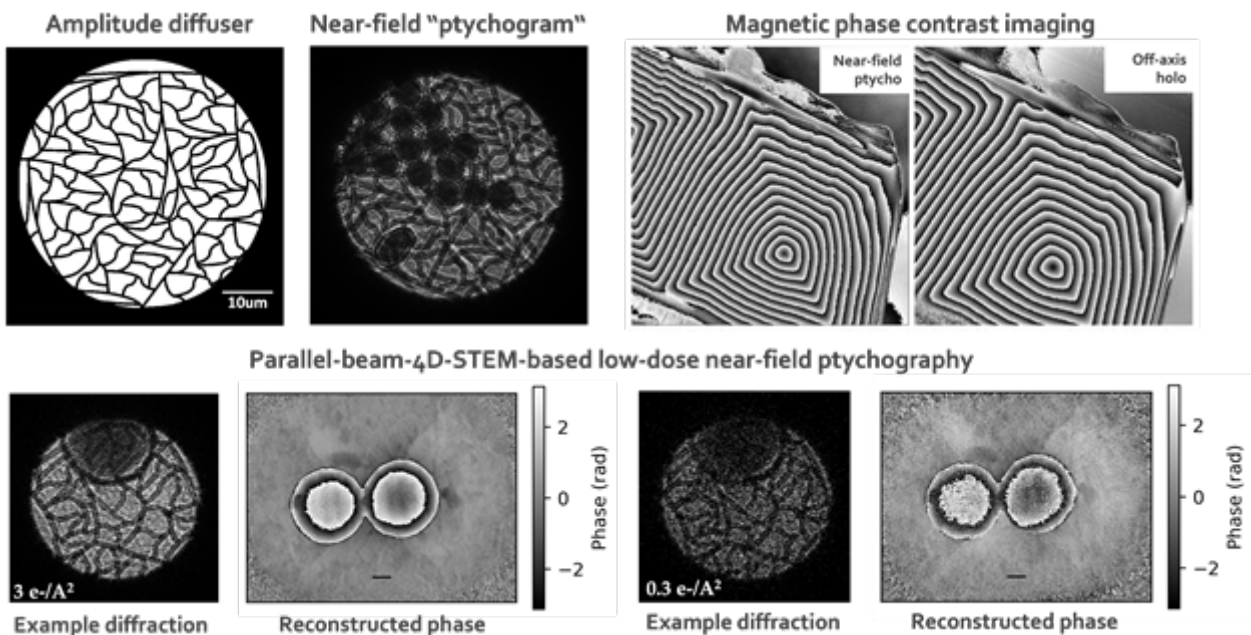 Amplitude diffuser
Near-field “ptychogram“
Magnetic phase contrast imaging
10um
Near-field
ptycho
Off-axis
holo
Parallel-beam-4D-STEM-based low-dose near-field ptychography
3 e-/A²
Example diffraction
Reconstructed phase
2
0
−2
Phase (rad)
0.3 e-/A²
Example diffraction
Reconstructed phase
2
0
−2
Phase (rad)